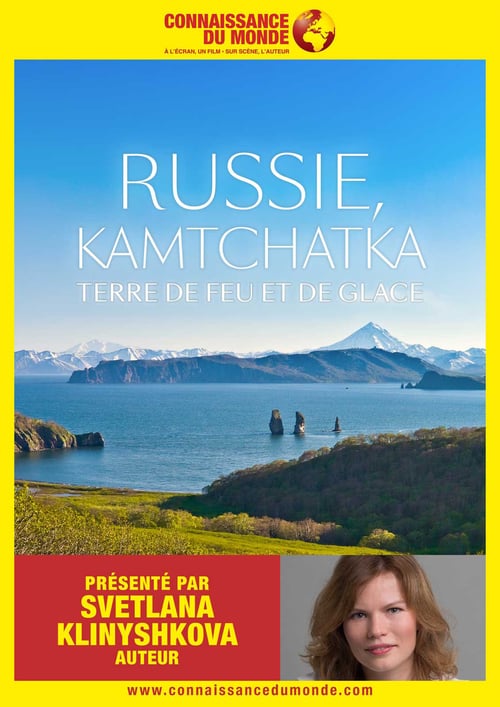 CONNAISSANCE
DU MONDE
À L'ÉCRAN, UN FILM - SUR SCÈNE, L'AUTEUR
RUSSIE,
KAMTCHATKA
TERRE DE FEU ET DE GLACE
PRÉSENTÉ PAR
SVETLANA
KLINYSHKOVA
AUTEUR
www.connaissancedumonde.com